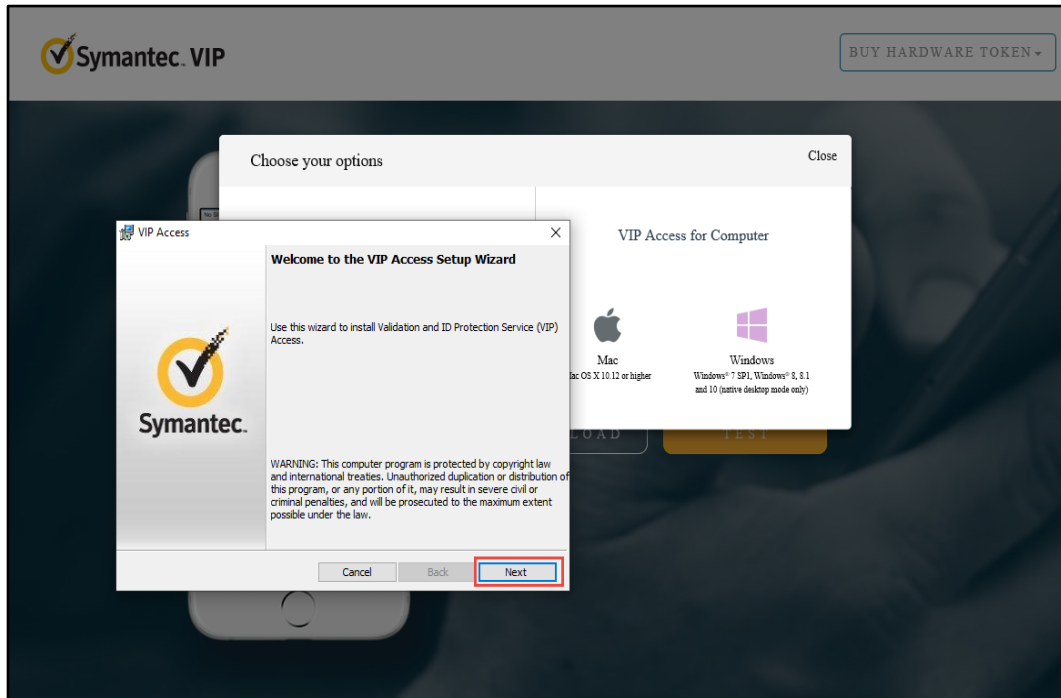 Symantec. VIP
BUY HARDWARE TOKEN
Choose your options
Close
No S
VIP Access
Welcome to the VIP Access Setup Wizard
Use this wizard to install Validation and ID Protection Service (VIP)
Access.
Symantec.
WARNING: This computer program is protected by copyright law
and international treaties. Unauthorized duplication or distribution of
this program, or any portion of it, may result in severe civil or
criminal penalties, and will be prosecuted to the maximum extent
possible under the law.
Cancel
Back
Next
VIP Access for Computer
Mac
ac OS X 10.12 or higher
Windows
Windows® 7 SP1, Windows® 8, 8.1
and 10 (native desktop mode only)
LOAD
TEST